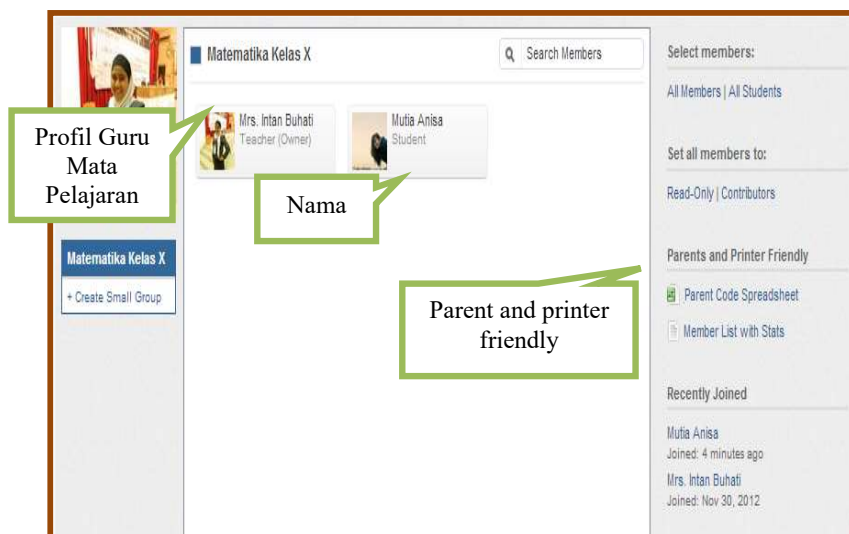 Matematika Kelas X
Search Members
Mrs. Intan Buhati
Teacher (Owner)
Mutia Anisa
Student
Profil Guru
Mata
Pelajaran
Nama
Matematika Kelas X
+ Create Small Group
Parent and printer
friendly
Select members:
All Members | All Students
Set all members to:
Read-Only | Contributors
Parents and Printer Friendly
Parent Code Spreadsheet
Member List with Stats
Recently Joined
Mutia Anisa
Joined: 4 minutes ago
Mrs. Intan Buhati
Joined: Nov 30, 2012